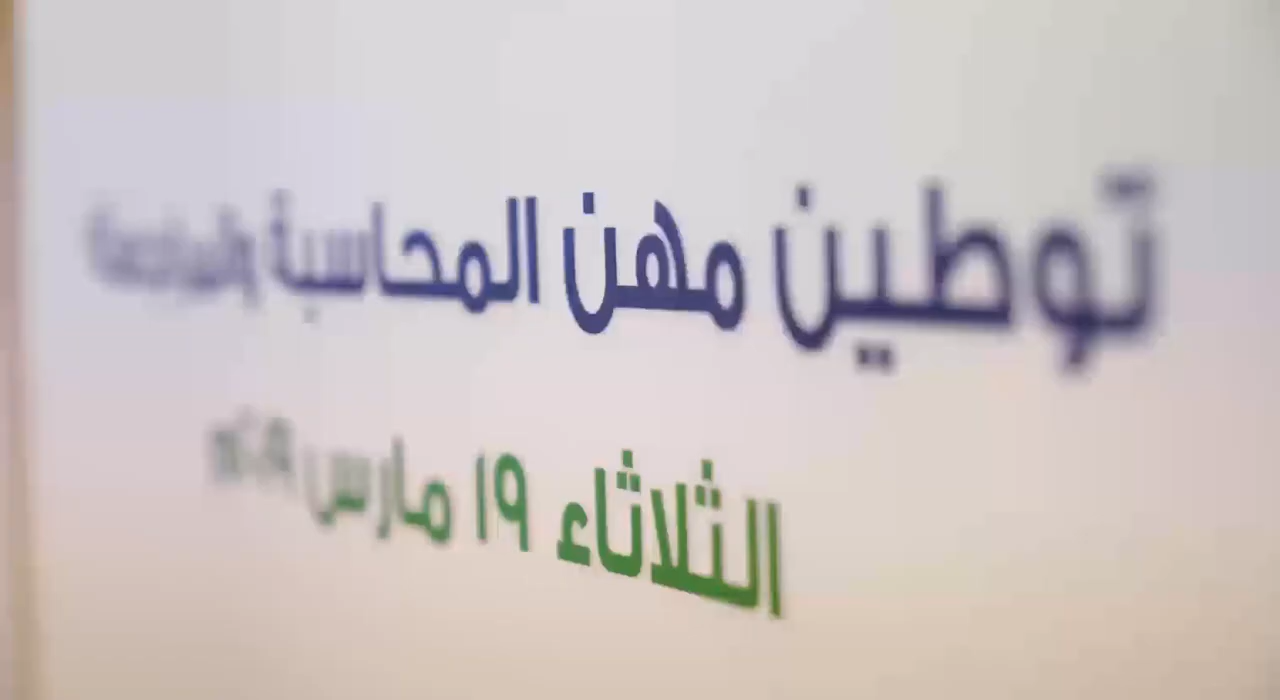 توطين مهن المحاسبة
الثلاثاء ١٩ مارس